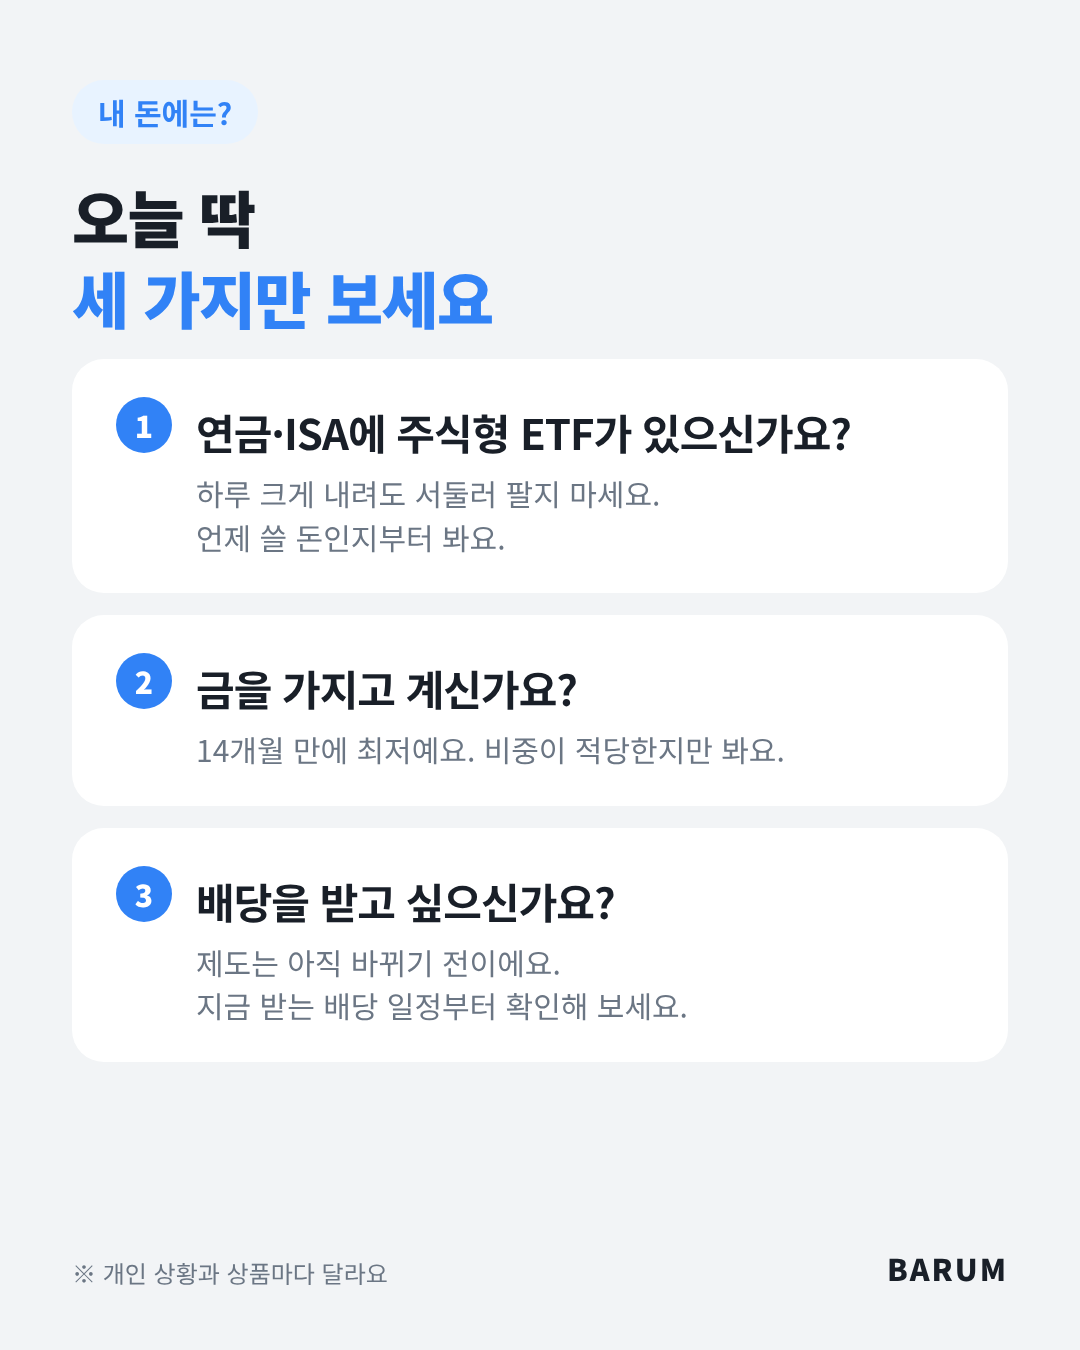 내 돈에는?
오늘 딱
세 가지만 보세요
1 연금·ISA에 주식형 ETF가 있으신가요?
하루 크게 내려도 서둘러 팔지 마세요.
언제 쓸 돈인지부터 봐요.
2 금을 가지고 계신가요?
14개월 만에 최저예요. 비중이 적당한지만 봐요.
3 배당을 받고 싶으신가요?
제도는 아직 바뀌기 전이에요.
지금 받는 배당 일정부터 확인해 보세요.
※ 개인 상황과 상품마다 달라요
BARUM